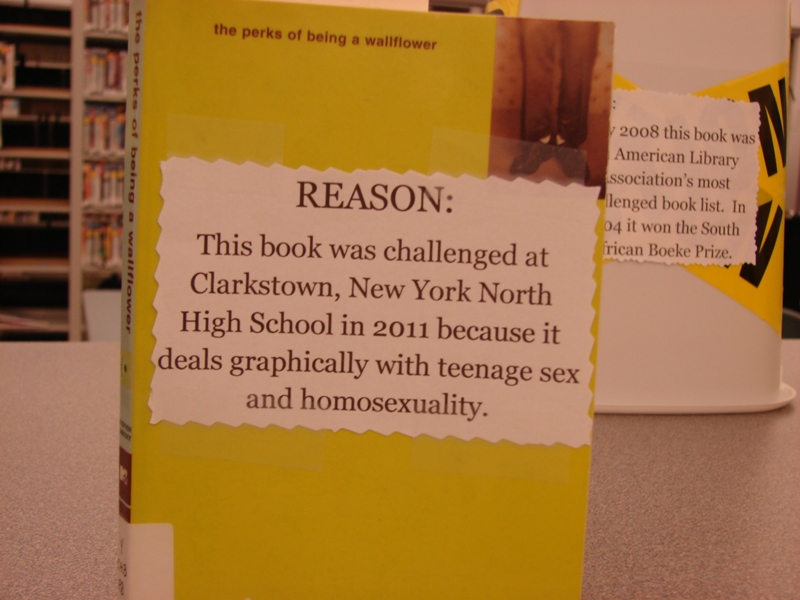 the perks of being a wallflower
the perks of being a wallflower
REASON:
This book was challenged at
Clarkstown, New York North
High School in 2011 because it
deals graphically with teenage sex
and homosexuality.
2008 this book was
American Library
ssociation's most
llenged book list. In
04 it won the South
frican Boeke Prize.